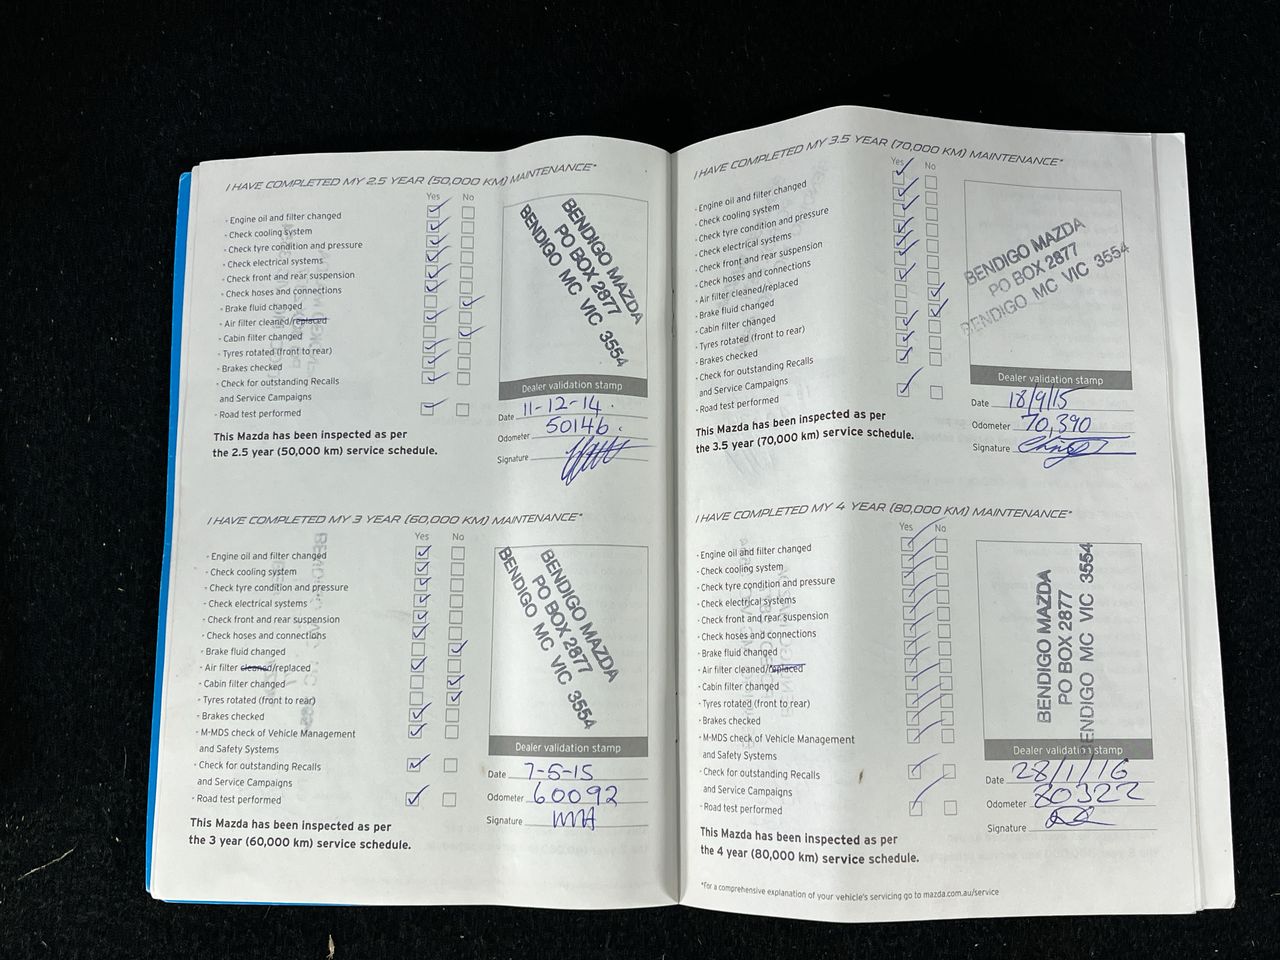 I HAVE COMPLETED MY 2.5 YEAR (50,000 KM) MAINTENANCE*
Yes No
- Engine oil and filter changed
- Check cooling system
- Check tyre condition and pressure
- Check electrical systems
- Check front and rear suspension
- Check hoses and connections
- Brake fluid changed
- Air filter cleaned/replaced
- Cabin filter changed
- Tyres rotated (front to rear)
- Brakes checked
- Check for outstanding Recalls
and Service Campaigns
- Road test performed
This Mazda has been inspected as per
the 2.5 year (50,000 km) service schedule.
BENDIGO MAZDA
PO BOX 2877
BENDIGO MC VIC 3554
Dealer validation stamp
Date 11-12-14.
Odometer 50146.
Signature
I HAVE COMPLETED MY 3 YEAR (60,000 KM) MAINTENANCE*
Yes No
- Engine oil and filter changed
- Check cooling system
- Check tyre condition and pressure
- Check electrical systems
- Check front and rear suspension
- Check hoses and connections
- Brake fluid changed
- Air filter cleaned/replaced
- Cabin filter changed
- Tyres rotated (front to rear)
- Brakes checked
- M-MDS check of Vehicle Management
and Safety Systems
- Check for outstanding Recalls
and Service Campaigns
- Road test performed
This Mazda has been inspected as per
the 3 year (60,000 km) service schedule.
BENDIGO MAZDA
PO BOX 2877
BENDIGO MC VIC 3554
Dealer validation stamp
Date 7-5-15
Odometer 60092
Signature
I HAVE COMPLETED MY 3.5 YEAR (70,000 KM) MAINTENANCE*
Yes No
- Engine oil and filter changed
- Check cooling system
- Check tyre condition and pressure
- Check electrical systems
- Check front and rear suspension
- Check hoses and connections
- Air filter cleaned/replaced
- Brake fluid changed
- Cabin filter changed
- Tyres rotated (front to rear)
- Brakes checked
- Check for outstanding Recalls
and Service Campaigns
- Road test performed
This Mazda has been inspected as per
the 3.5 year (70,000 km) service schedule.
BENDIGO MAZDA
PO BOX 2877
BENDIGO MC VIC 3554
Dealer validation stamp
Date 18/9/15
Odometer 70,390
Signature
I HAVE COMPLETED MY 4 YEAR (80,000 KM) MAINTENANCE*
Yes No
- Engine oil and filter changed
- Check cooling system
- Check tyre condition and pressure
- Check electrical systems
- Check front and rear suspension
- Check hoses and connections
- Brake fluid changed
- Air filter cleaned/replaced
- Cabin filter changed
- Tyres rotated (front to rear)
- Brakes checked
- M-MDS check of Vehicle Management
and Safety Systems
- Check for outstanding Recalls
and Service Campaigns
- Road test performed
This Mazda has been inspected as per
the 4 year (80,000 km) service schedule.
BENDIGO MAZDA
PO BOX 2877
BENDIGO MC VIC 3554
Dealer validation stamp
Date 28/1/16
Odometer 80322
Signature
*For a comprehensive explanation of your vehicle's servicing go to mazda.com.au/service